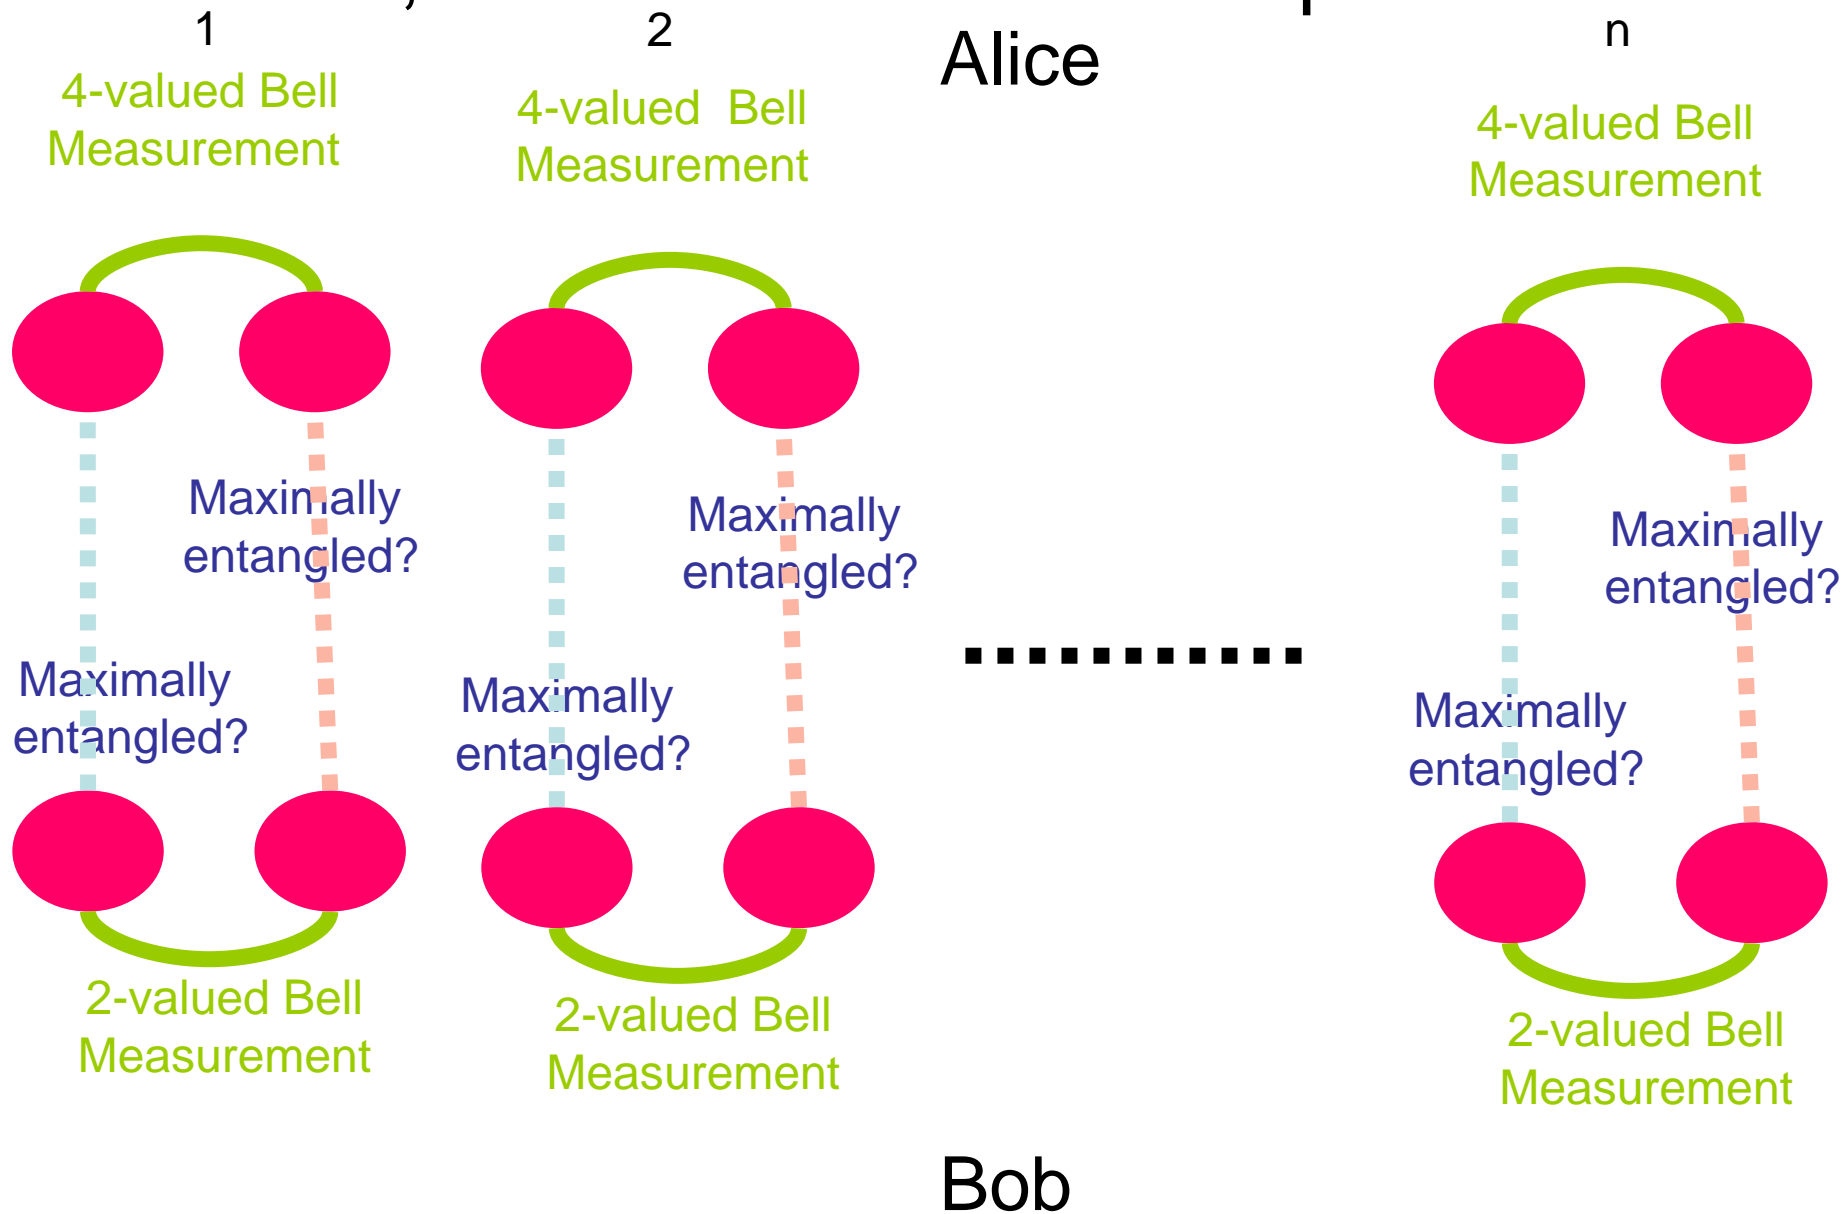 1
2
n
Alice
4-valued Bell
Measurement
4-valued  Bell
Measurement
4-valued Bell
Measurement
Maximally
entangled?
Maximally
entangled?
Maximally
entangled?
Maximally
entangled?
Maximally
entangled?
Maximally
entangled?
2-valued Bell
Measurement
2-valued Bell
Measurement
2-valued Bell
Measurement
Bob